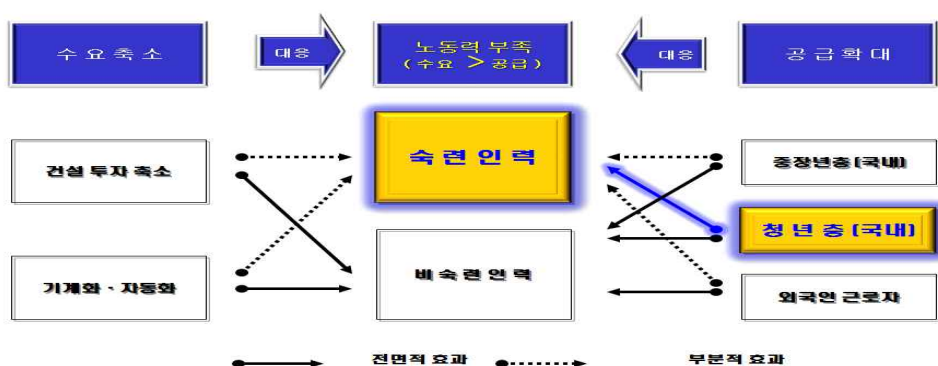 수요축소
대응
노동력 부족
(수요 > 공급)
대응
공급확대
숙련인력
건설 투자 축소
중장년층(국내)
청년층(국내)
비숙련인력
기계화·자동화
외국인 근로자
전면적 효과
부분적 효과